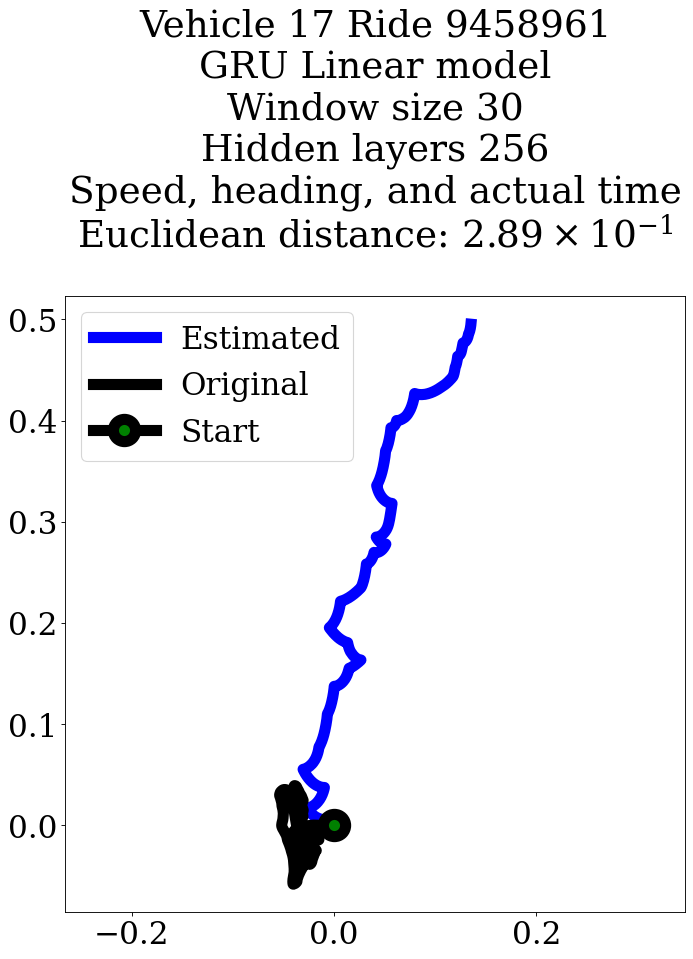 Vehicle 17 Ride 9458961
GRU Linear model
Window size 30
Hidden layers 256
Speed, heading, and actual time
Euclidean distance: 2.89 × 10⁻¹
Estimated
Original
Start
0.5
0.4
0.3
0.2
0.1
0.0
−0.2
0.0
0.2